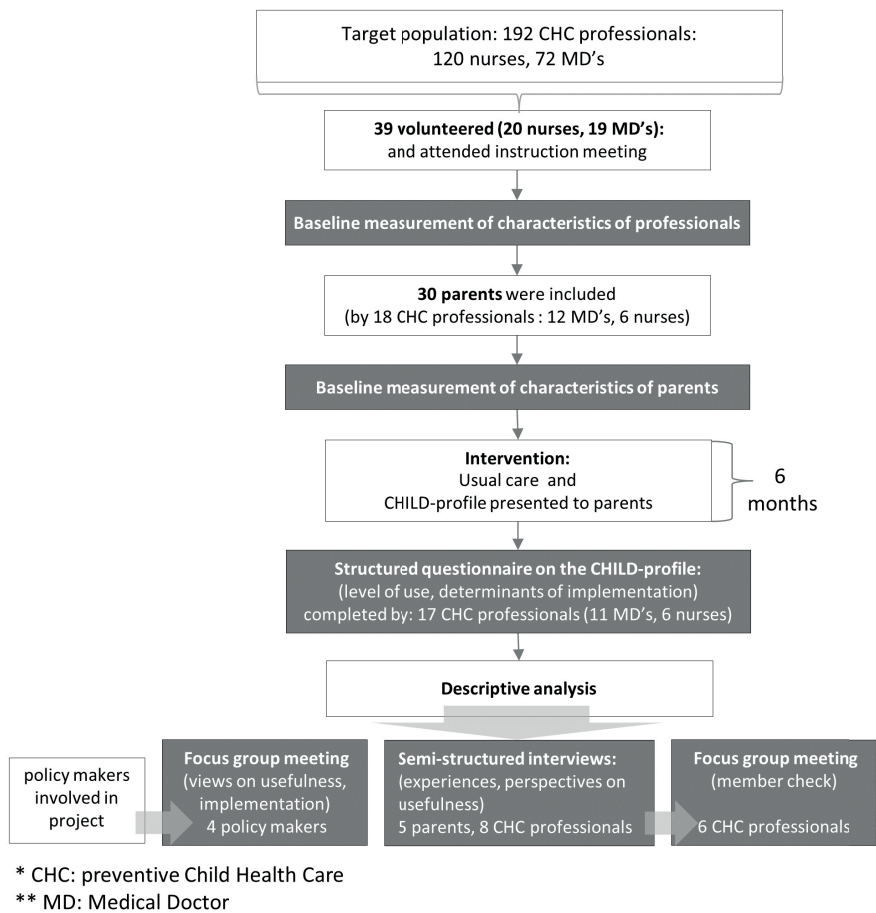 Target population: 192 CHC professionals:
120 nurses, 72 MD's
39 volunteered (20 nurses, 19 MD's):
and attended instruction meeting
Baseline measurement of characteristics of professionals
30 parents were included
(by 18 CHC professionals : 12 MD's, 6 nurses)
Baseline measurement of characteristics of parents
Intervention:
Usual care and
CHILD-profile presented to parents
6
months
Structured questionnaire on the CHILD-profile:
(level of use, determinants of implementation)
completed by: 17 CHC professionals (11 MD's, 6 nurses)
Descriptive analysis
policy makers
involved in
project
Focus group meeting
(views on usefulness,
implementation)
4 policy makers
Semi-structured interviews:
(experiences, perspectives on
usefulness)
5 parents, 8 CHC professionals
Focus group meeting
(member check)
6 CHC professionals
* CHC: preventive Child Health Care
** MD: Medical Doctor